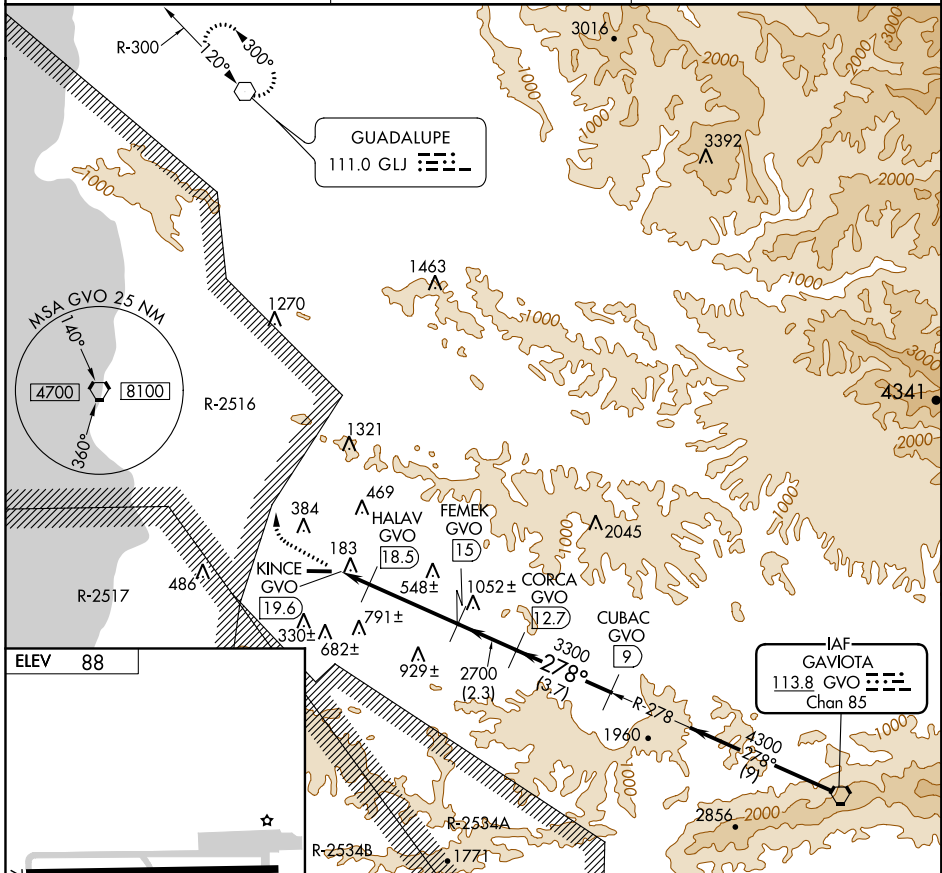 3016
3000
R-300
300°
2000
2000
120°
1000
1000
GUADALUPE
111.0 GLJ
3392
1000
2000
1000
1463
MSA GVO 25 NM
1270
1000
140°
3000
4700
8100
R-2516
4341
2000
360°
1321
469
384
HALAV
GVO
18.5
FEMEK
GVO
15
2045
1000
1000
183
KINCE
GVO
19.6
486
548±
1052±
CORCA
GVO
12.7
R-2517
CUBAC
GVO
9
791±
330±
682±
3300
278°
(3.7)
IAF
GAVIOTA
113.8 GVO
Chan 85
ELEV 88
929±
2700
(2.3)
R-278
1960
4300
278°
(9)
1000
1000
2000
2856
R-2534A
R-2534B
1771